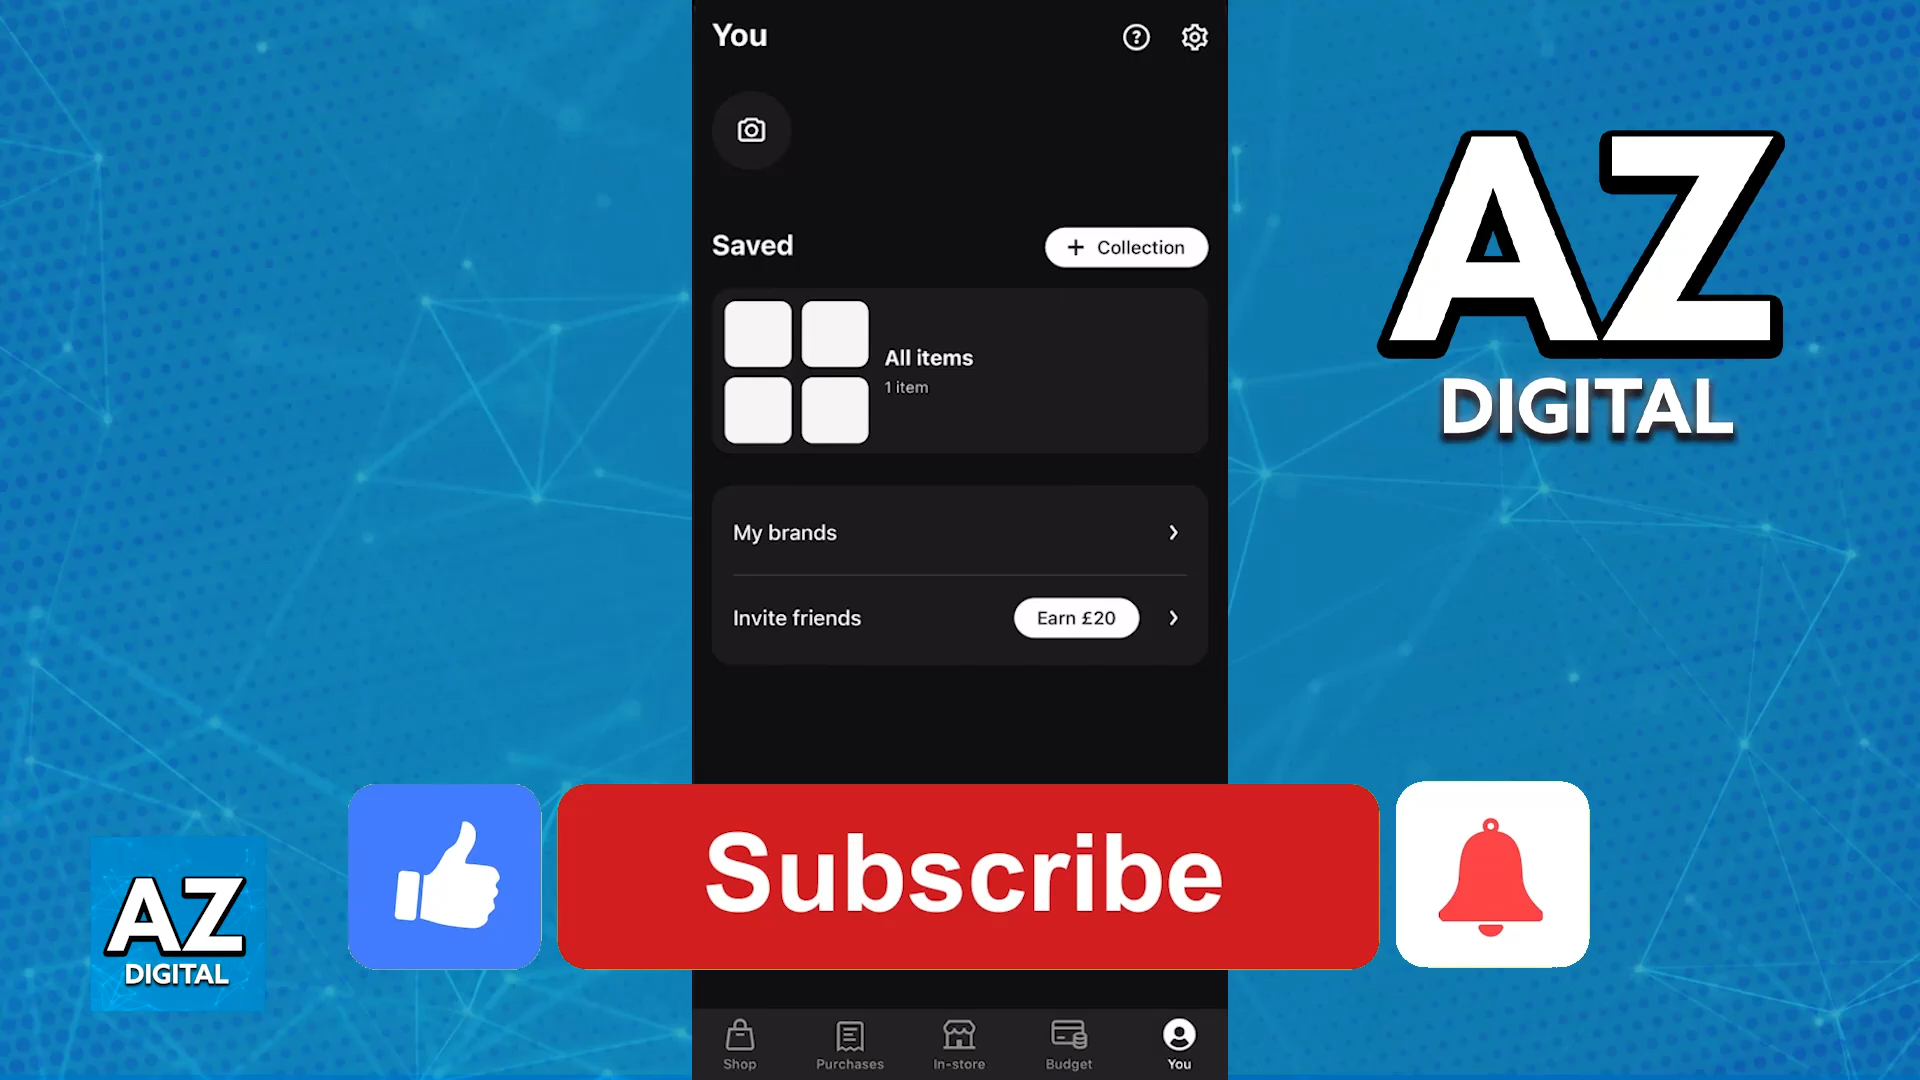 You
Saved
+ Collection
All items
1 item
My brands
Invite friends
Earn £20
AZ
DIGITAL
Subscribe
AZ
DIGITAL
Shop
Purchases
In-store
Budget
You